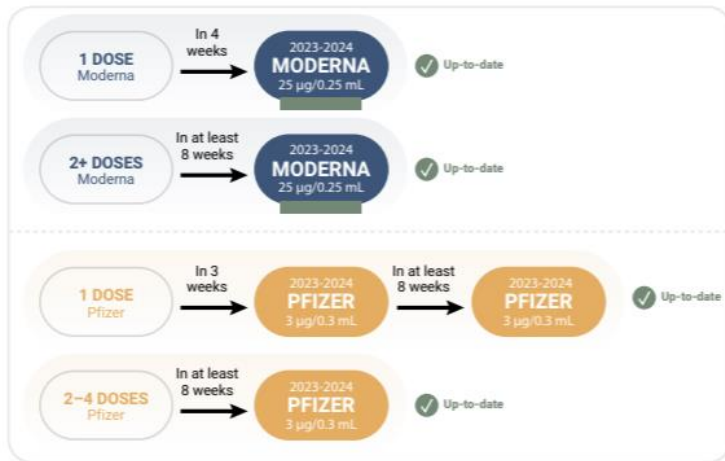 In 4
weeks
1 DOSE
Moderna
2023-2024
MODERNA
25 µg/0.25 mL
Up-to-date
In at least
8 weeks
2+ DOSES
Moderna
2023-2024
MODERNA
25 µg/0.25 mL
Up-to-date
In 3
weeks
1 DOSE
Pfizer
2023-2024
PFIZER
3 µg/0.3 mL
In at least
8 weeks
2023-2024
PFIZER
3 µg/0.3 mL
Up-to-date
In at least
8 weeks
2–4 DOSES
Pfizer
2023-2024
PFIZER
3 µg/0.3 mL
Up-to-date